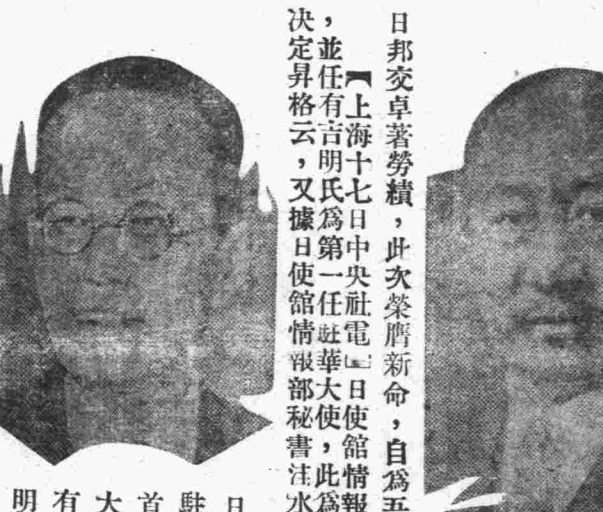 日邦交卓著勞績，此次榮膺新命，自爲五
【上海十七日中央社電】日使舘情報
，並任有吉明氏爲第一任駐華大使，此爲
决定昇格云，又據日使舘情報部秘書注水
日駐首大有明